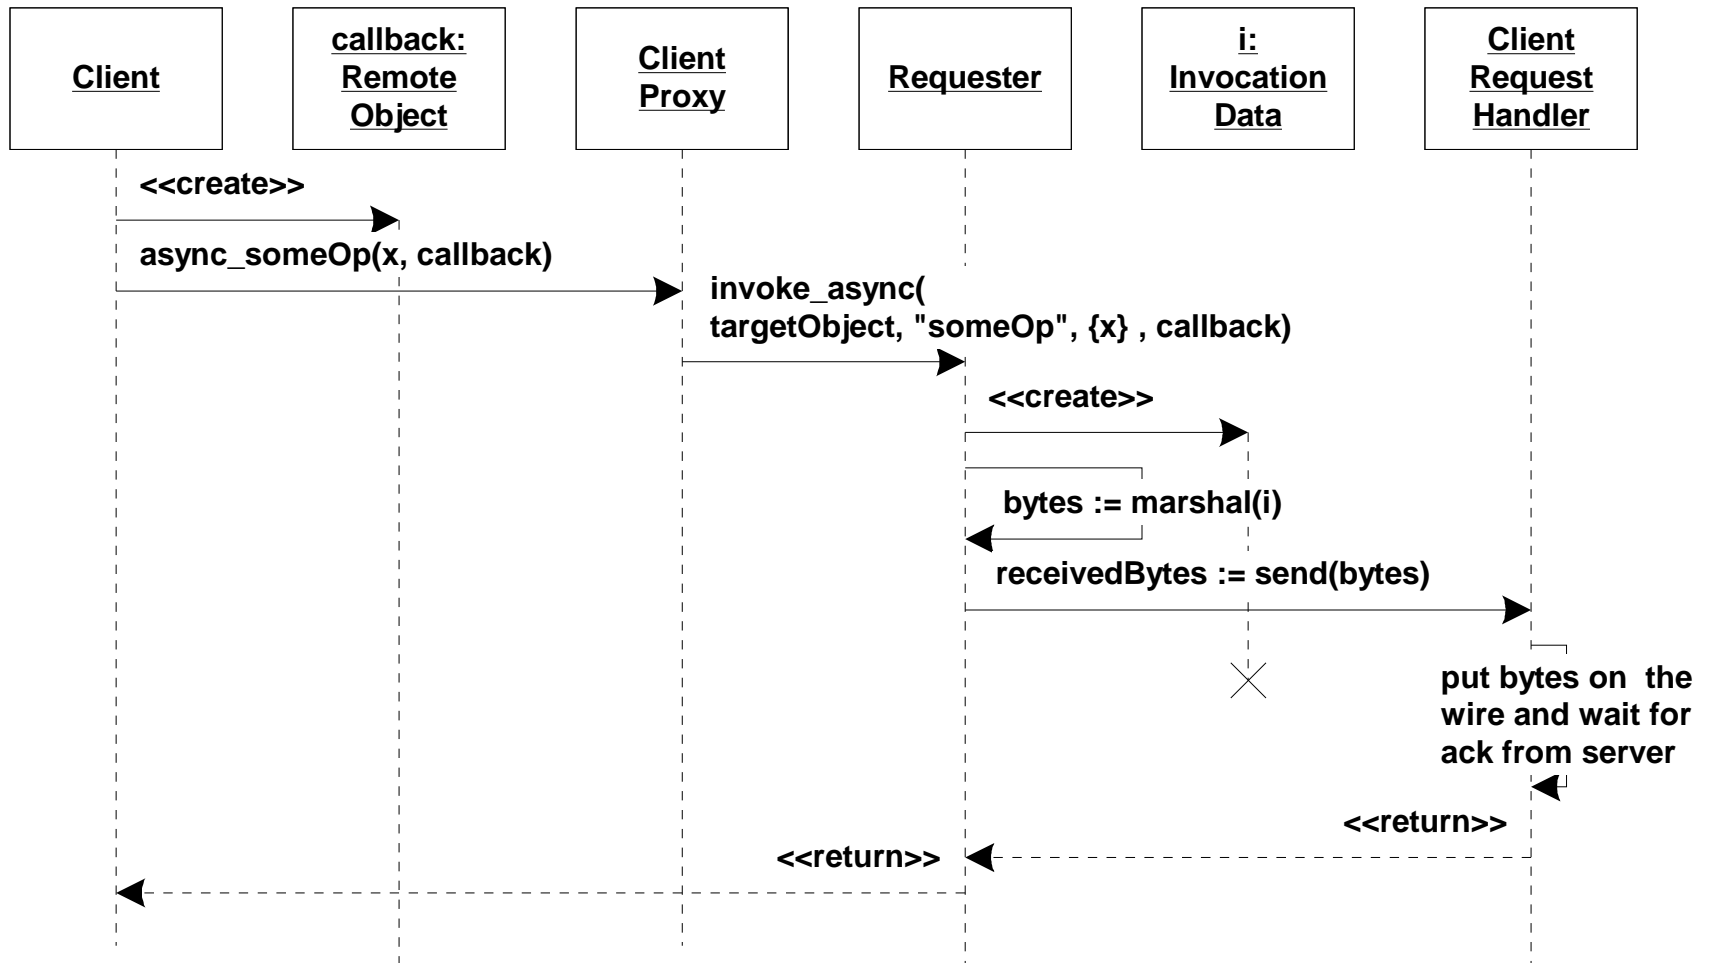 Client
callback:
Remote
Object
Client
Proxy
Requester
i:
Invocation
Data
Client
Request
Handler
<<create>>
async_someOp(x, callback)
invoke_async(
targetObject, "someOp", {x} , callback)
<<create>>
bytes := marshal(i)
receivedBytes := send(bytes)
put bytes on  the
wire and wait for
ack from server
<<return>>
<<return>>